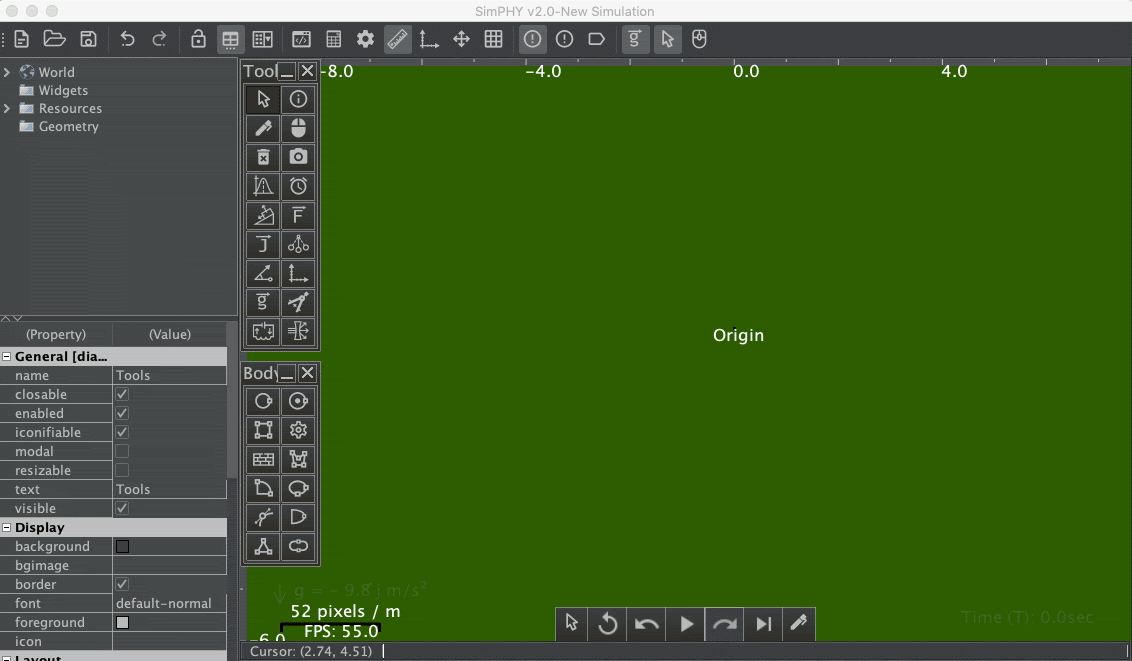 SimPHY v2.0-New Simulation
World
Widgets
Resources
Geometry
(Property) (Value)
General [dia...
name Tools
closable
enabled
iconifiable
modal
resizable
text Tools
visible
Display
background
bgimage
border
font default-normal
foreground
icon
Layout
Tool
F
J
g
Body
-8.0 -4.0 0.0 4.0
Origin
g = - 9.8 j m/s²
52 pixels / m
FPS: 55.0
-6.0
Time (T): 0.0sec
Cursor: (2.74, 4.51)